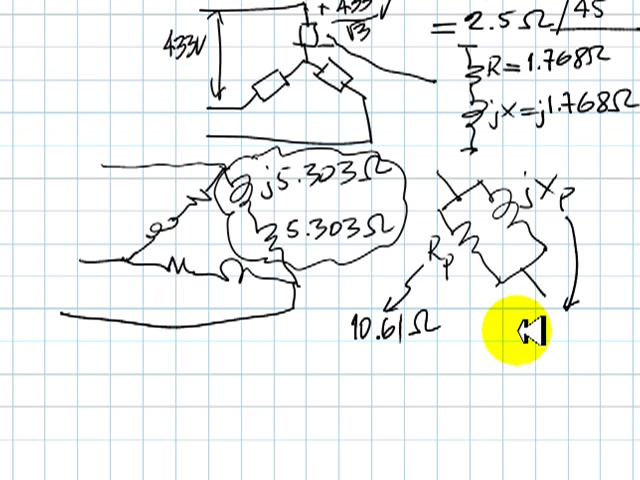 + 433/√3 V
433V
= 2.5Ω/45
R=1.768Ω
jX=j1.768Ω
j5.303Ω
5.303Ω
jXp
Rp
10.61Ω